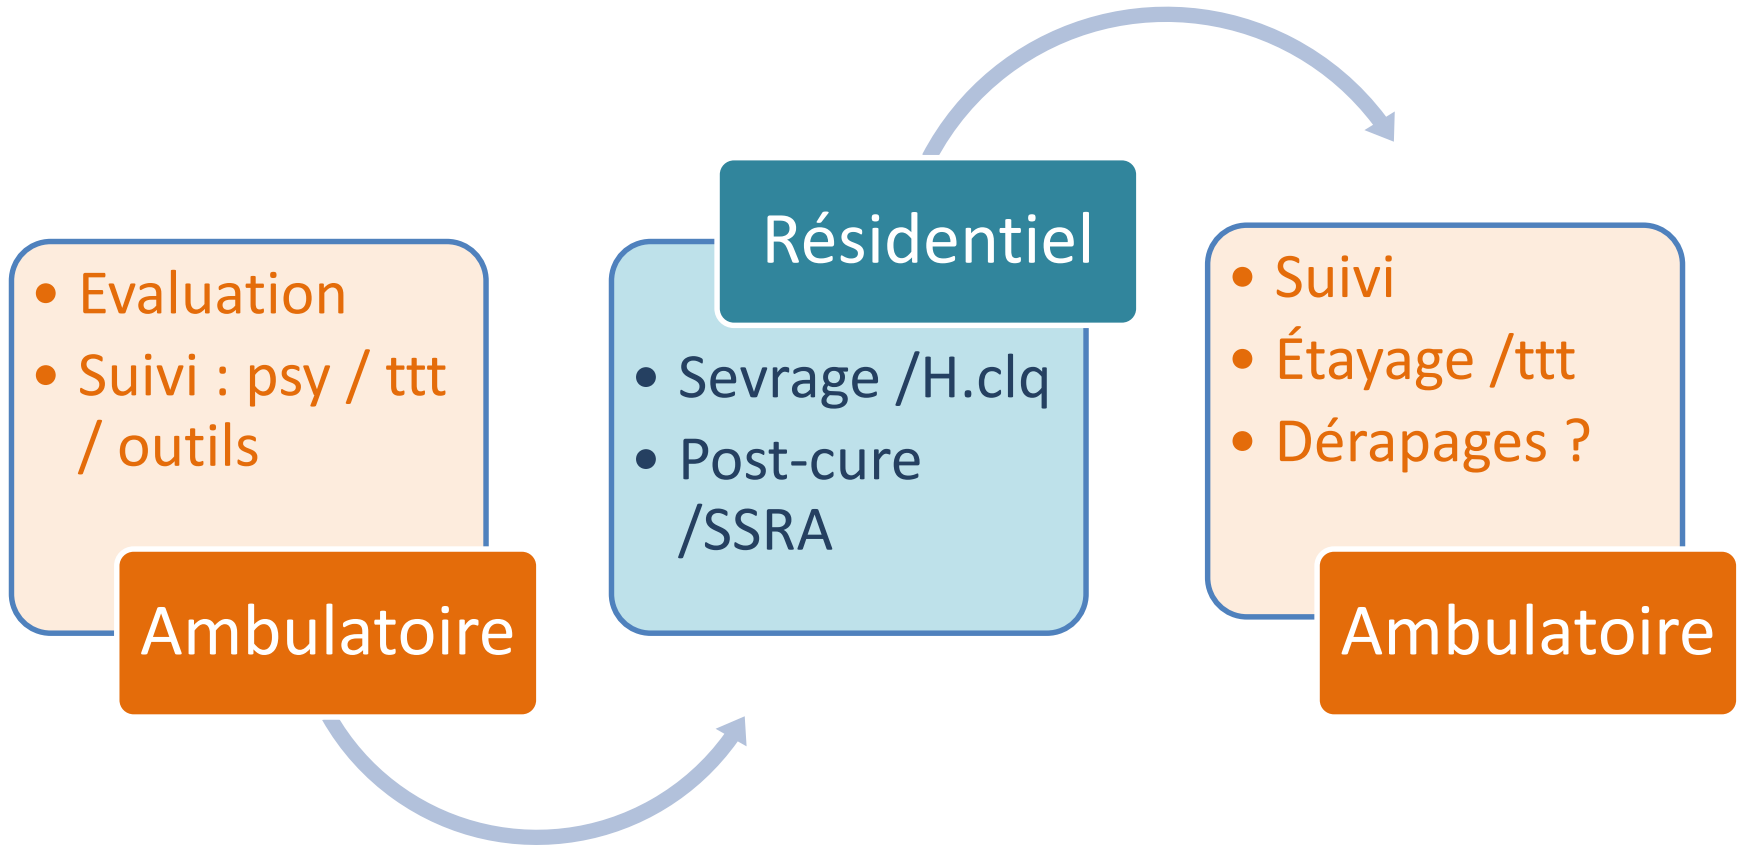 • Evaluation
• Suivi : psy / ttt
/ outils
Ambulatoire
Résidentiel
• Sevrage /H.clq
• Post-cure
/SSRA
• Suivi
• Étayage /ttt
• Dérapages ?
Ambulatoire